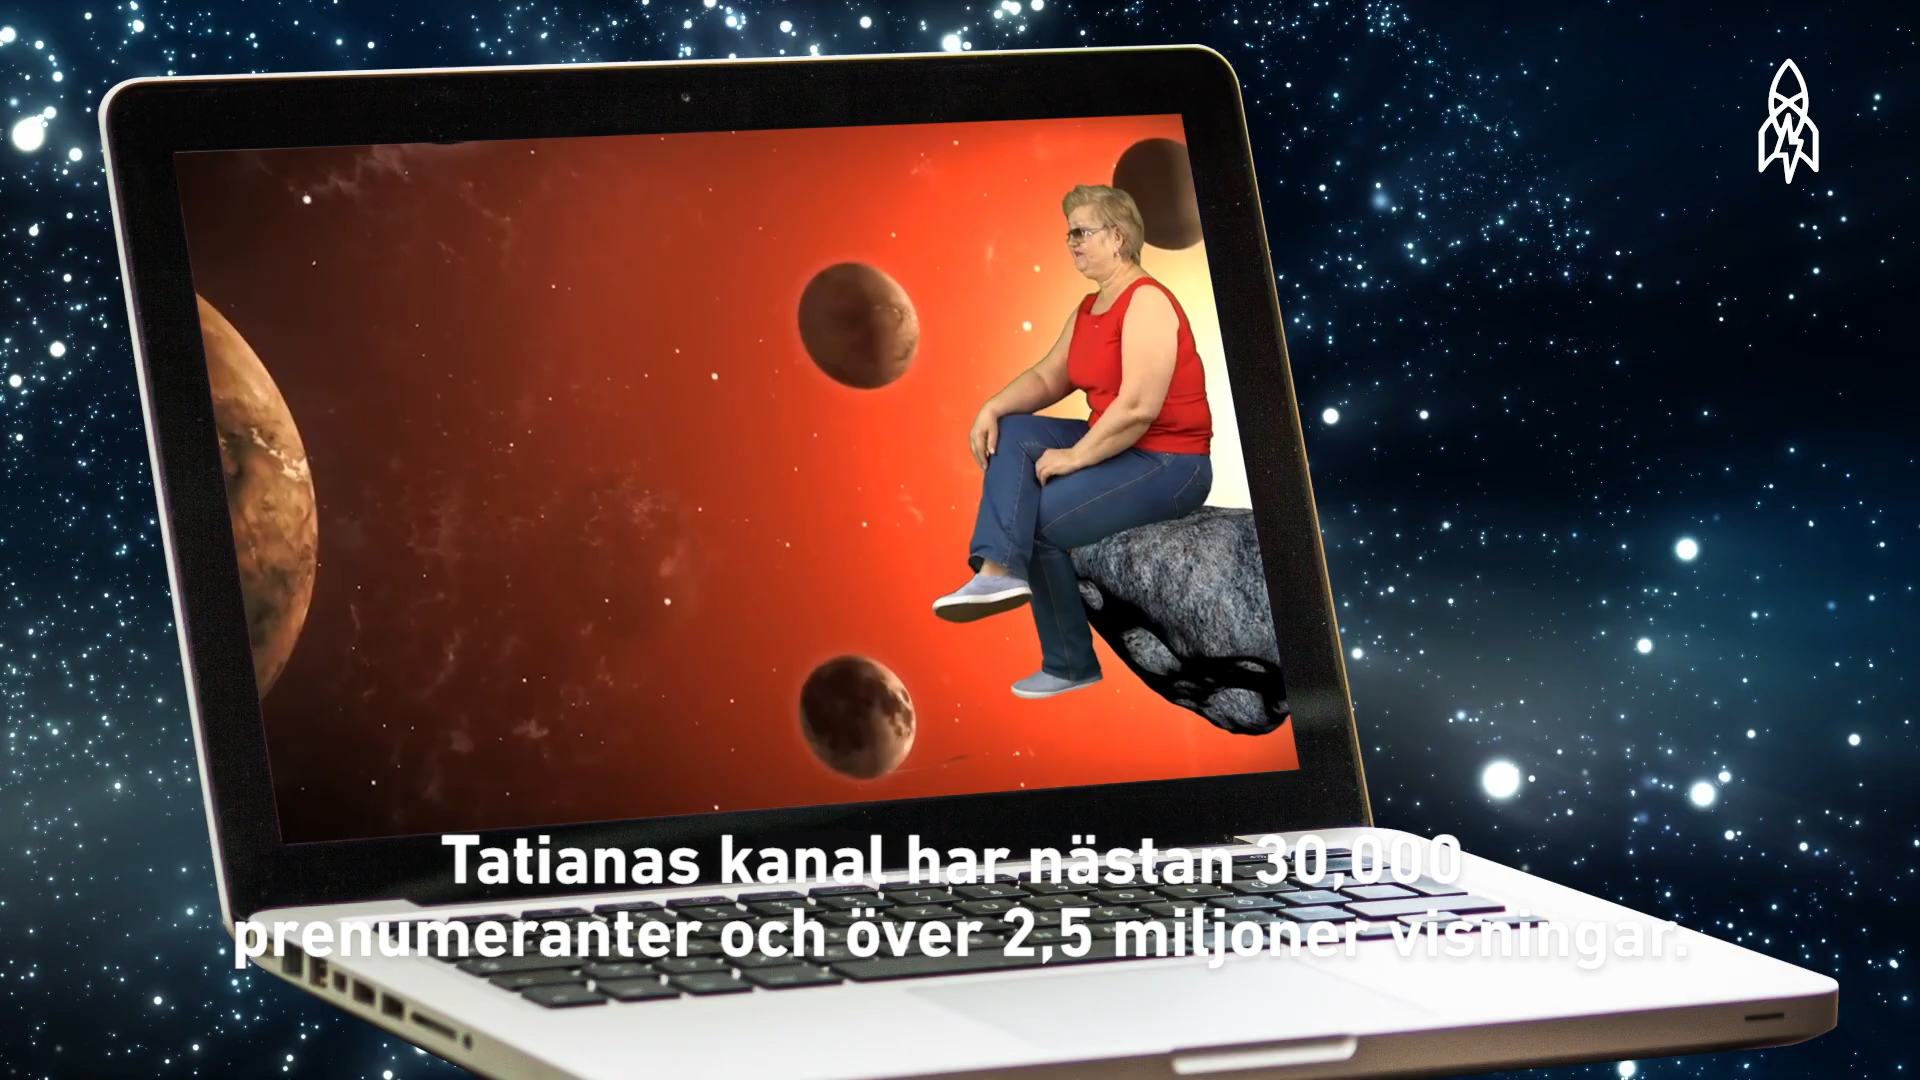 Tatianas kanal har nästan 30,000
prenumeranter och över 2,5 miljoner visningar.